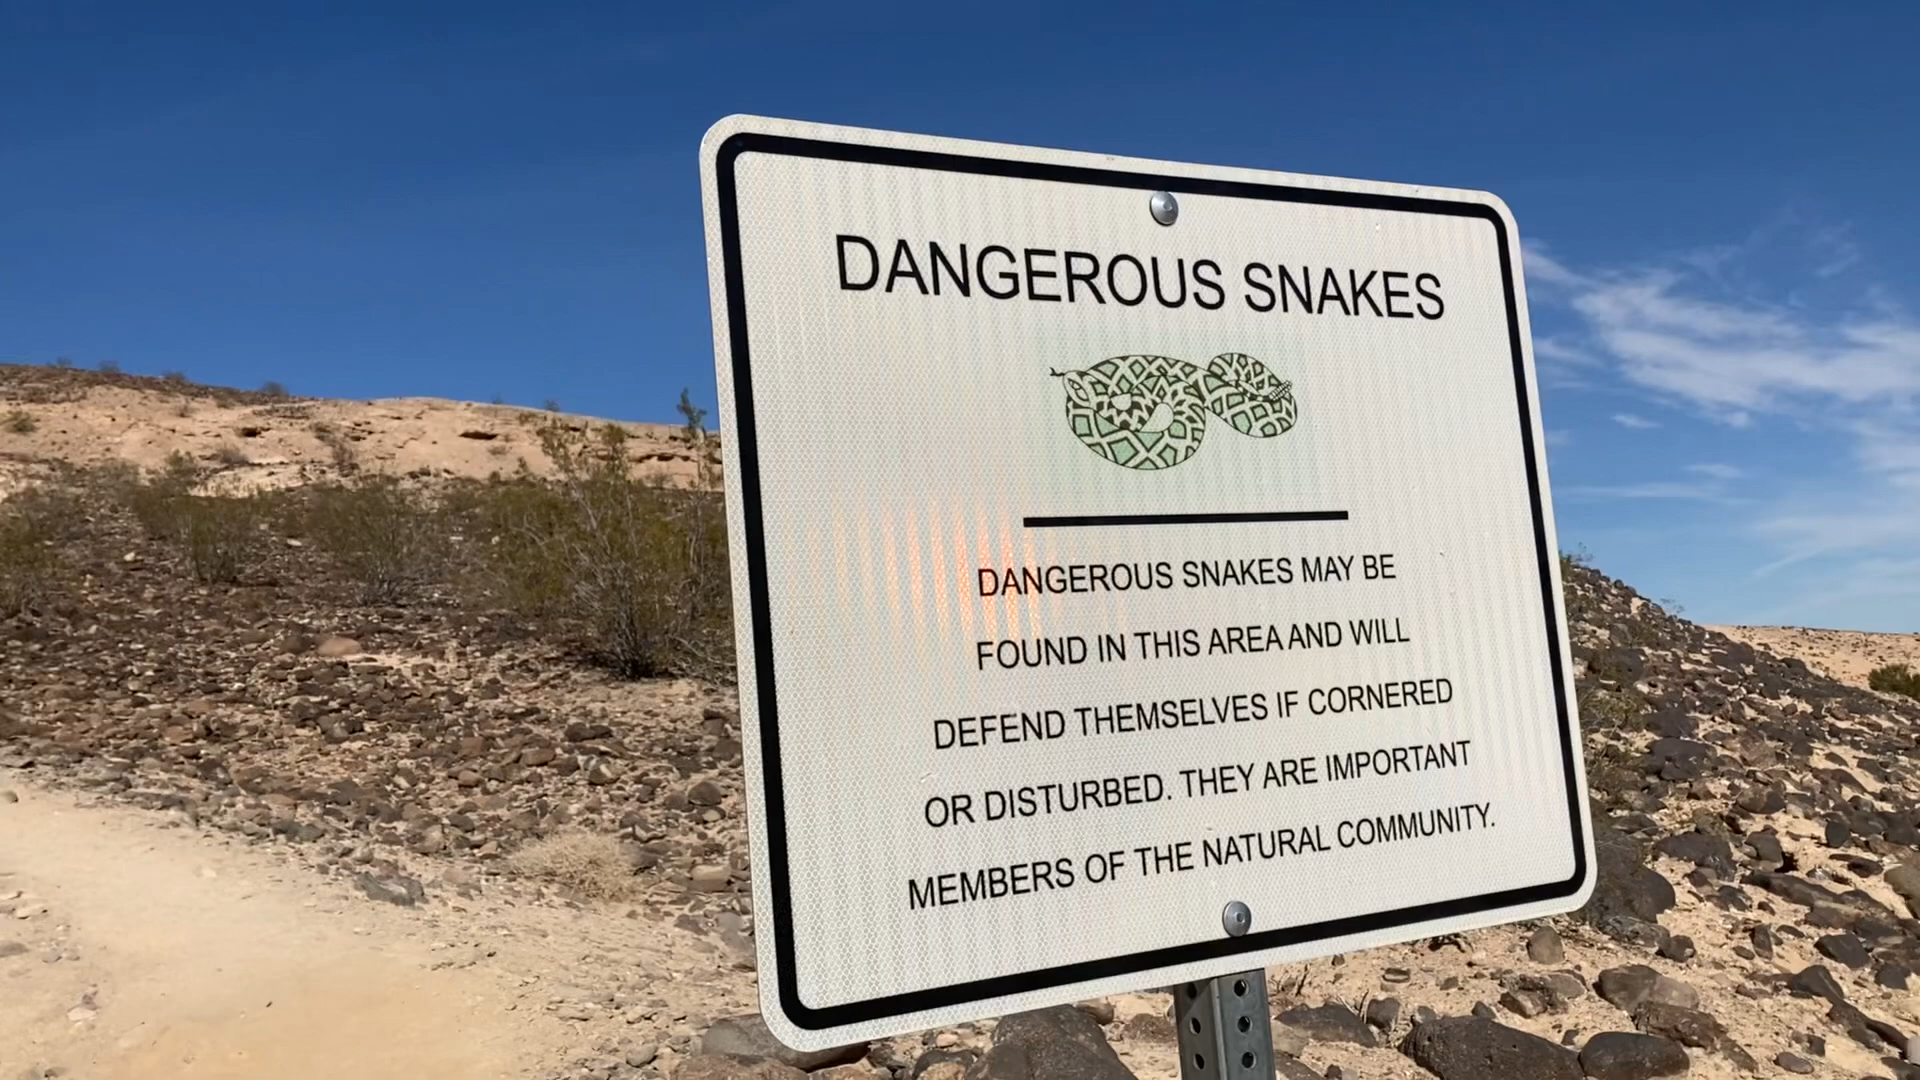 DANGEROUS SNAKES
DANGEROUS SNAKES MAY BE
FOUND IN THIS AREA AND WILL
DEFEND THEMSELVES IF CORNERED
OR DISTURBED. THEY ARE IMPORTANT
MEMBERS OF THE NATURAL COMMUNITY.